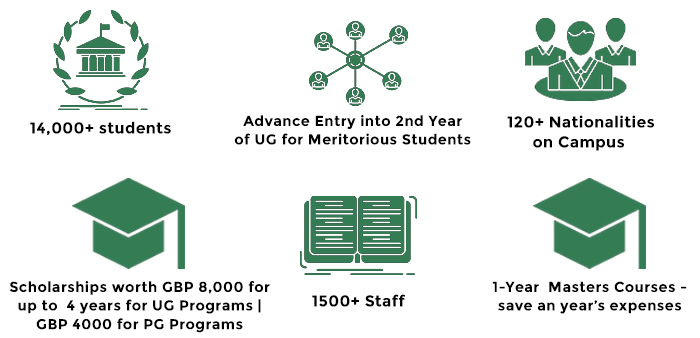 14,000+ students
Advance Entry into 2nd Year
of UG for Meritorious Students
120+ Nationalities
on Campus
Scholarships worth GBP 8,000 for
up to 4 years for UG Programs |
GBP 4000 for PG Programs
1500+ Staff
1-Year Masters Courses -
save an year's expenses